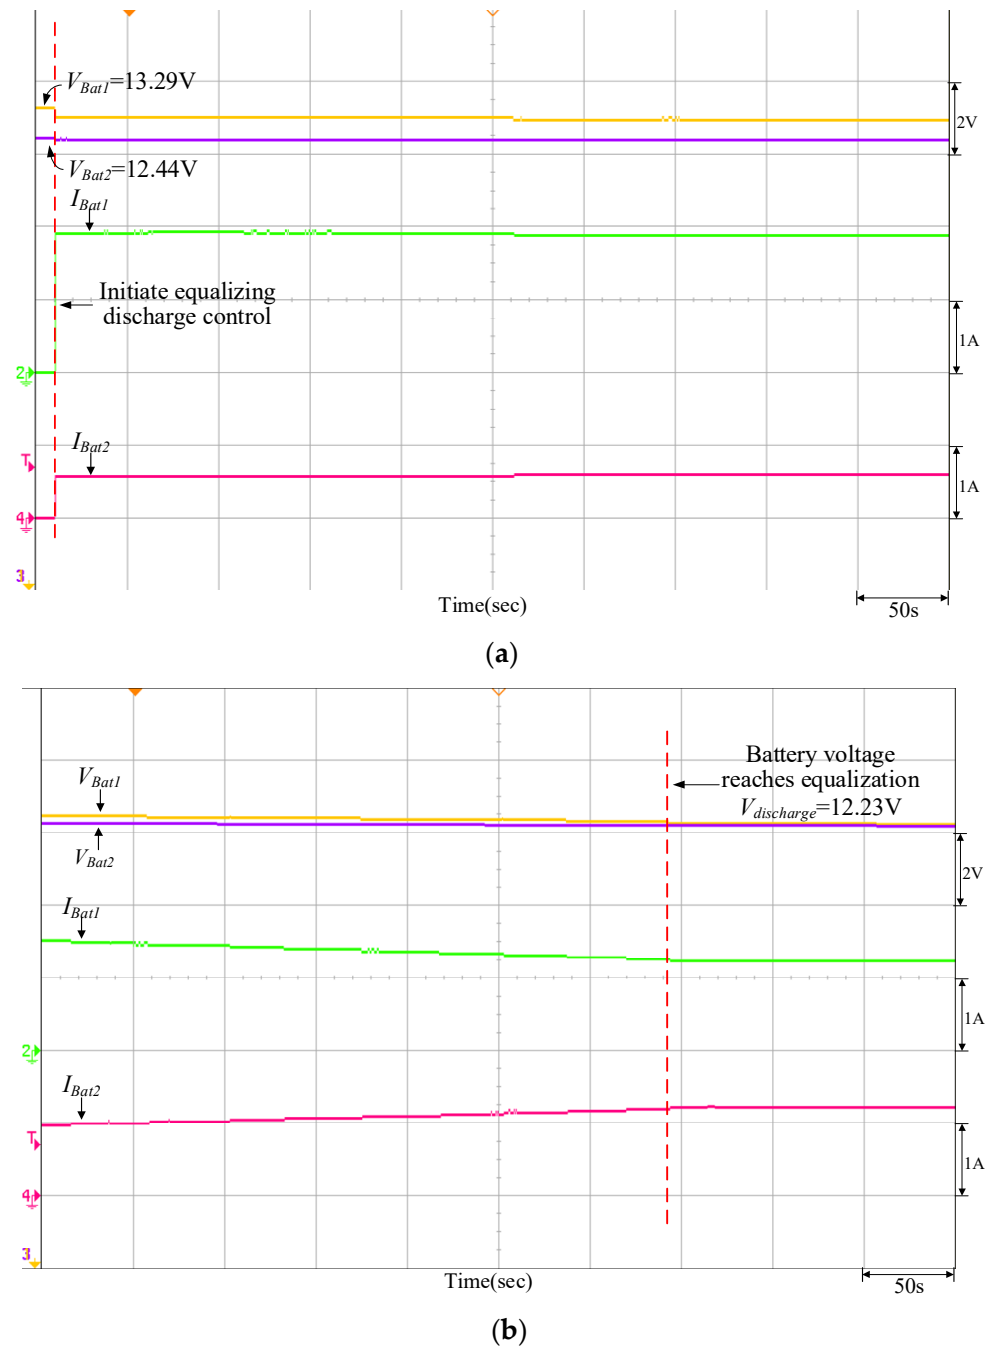 V_Bat1=13.29V
2V
V_Bat2=12.44V
I_Bat1
Initiate equalizing
discharge control
1A
2
I_Bat2
T
1A
4
3
Time(sec)
50s
(a)
Battery voltage
reaches equalization
V_discharge=12.23V
V_Bat1
V_Bat2
2V
I_Bat1
1A
2
I_Bat2
T
1A
4
3
Time(sec)
50s
(b)